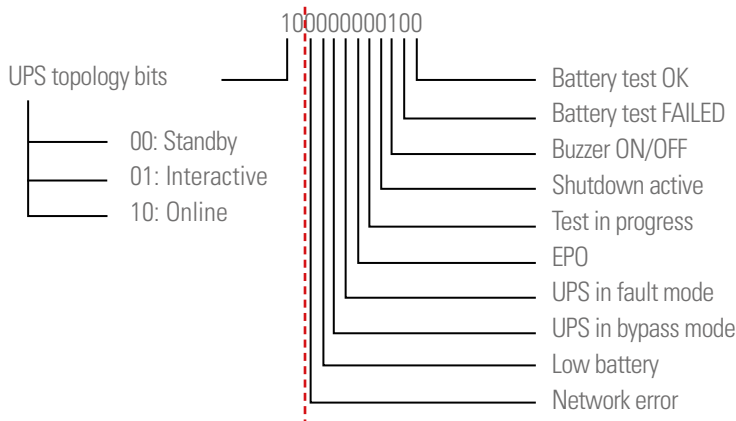 100000000100
UPS topology bits
00: Standby
01: Interactive
10: Online
Battery test OK
Battery test FAILED
Buzzer ON/OFF
Shutdown active
Test in progress
EPO
UPS in fault mode
UPS in bypass mode
Low battery
Network error